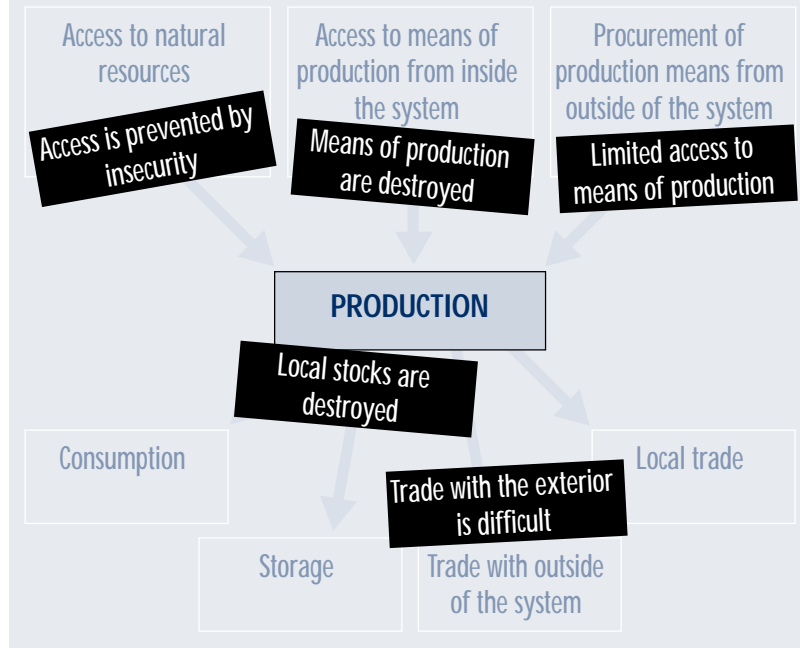 Access to natural
resources
Access is prevented by
insecurity
Access to means of
production from inside
the system
Means of production
are destroyed
Procurement of
production means from
outside of the system
Limited access to
means of production
PRODUCTION
Local stocks are
destroyed
Consumption
Local trade
Trade with the exterior
is difficult
Storage
Trade with outside
of the system